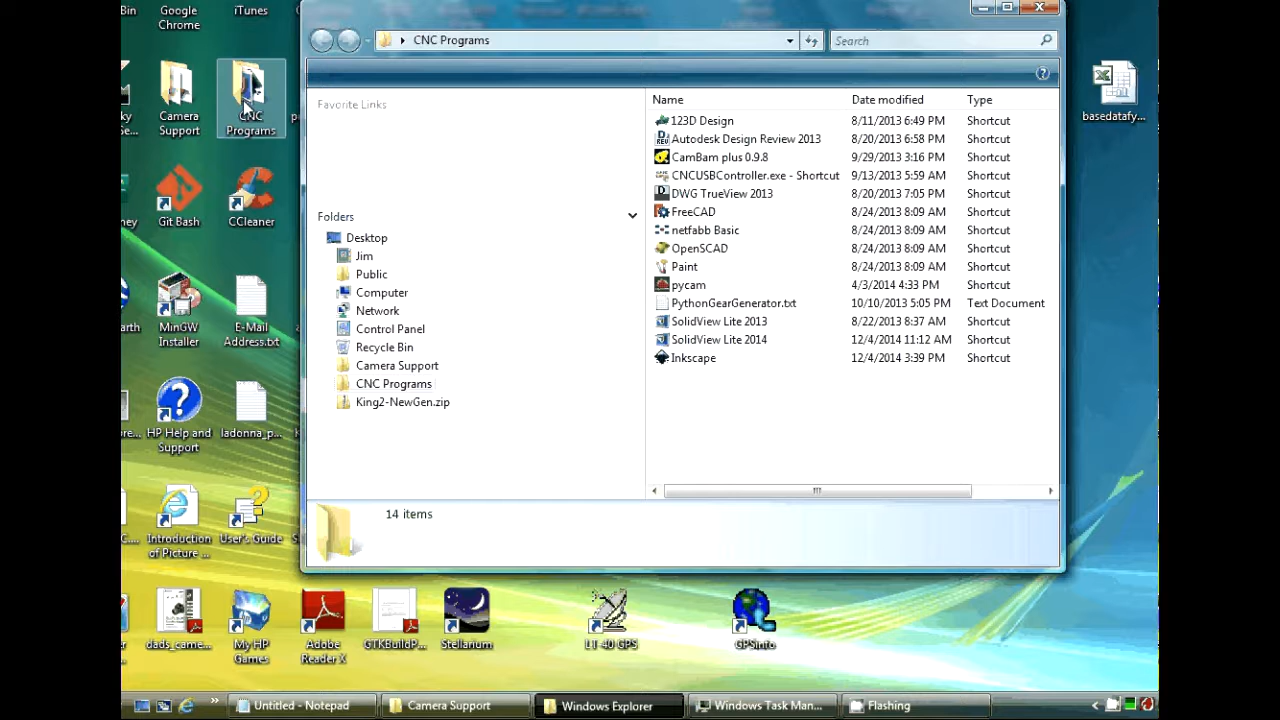 Bin
Google
Chrome
iTunes
ky
Se...
Camera
Support
CNC
Programs
ney
Git Bash
CCleaner
arth
MinGW
Installer
E-Mail
Address.txt
re...
HP Help and
Support
ladonna_p...
C....
Introduction
of Picture ...
User's Guide
dads_came...
My HP
Games
Adobe
Reader X
GTKBuildP...
Stellarium
LT-40 GPS
GPSinfo
basedatafy...
CNC Programs
Search
Favorite Links
Folders
Desktop
Jim
Public
Computer
Network
Control Panel
Recycle Bin
Camera Support
CNC Programs
King2-NewGen.zip
Name Date modified Type
123D Design 8/11/2013 6:49 PM Shortcut
Autodesk Design Review 2013 8/20/2013 6:58 PM Shortcut
CamBam plus 0.9.8 9/29/2013 3:16 PM Shortcut
CNCUSBController.exe - Shortcut 9/13/2013 5:59 AM Shortcut
DWG TrueView 2013 8/20/2013 7:05 PM Shortcut
FreeCAD 8/24/2013 8:09 AM Shortcut
netfabb Basic 8/24/2013 8:09 AM Shortcut
OpenSCAD 8/24/2013 8:09 AM Shortcut
Paint 8/24/2013 8:09 AM Shortcut
pycam 4/3/2014 4:33 PM Shortcut
PythonGearGenerator.txt 10/10/2013 5:05 PM Text Document
SolidView Lite 2013 8/22/2013 8:37 AM Shortcut
SolidView Lite 2014 12/4/2014 11:12 AM Shortcut
Inkscape 12/4/2014 3:39 PM Shortcut
14 items
Untitled - Notepad
Camera Support
Windows Explorer
Windows Task Man...
Flashing